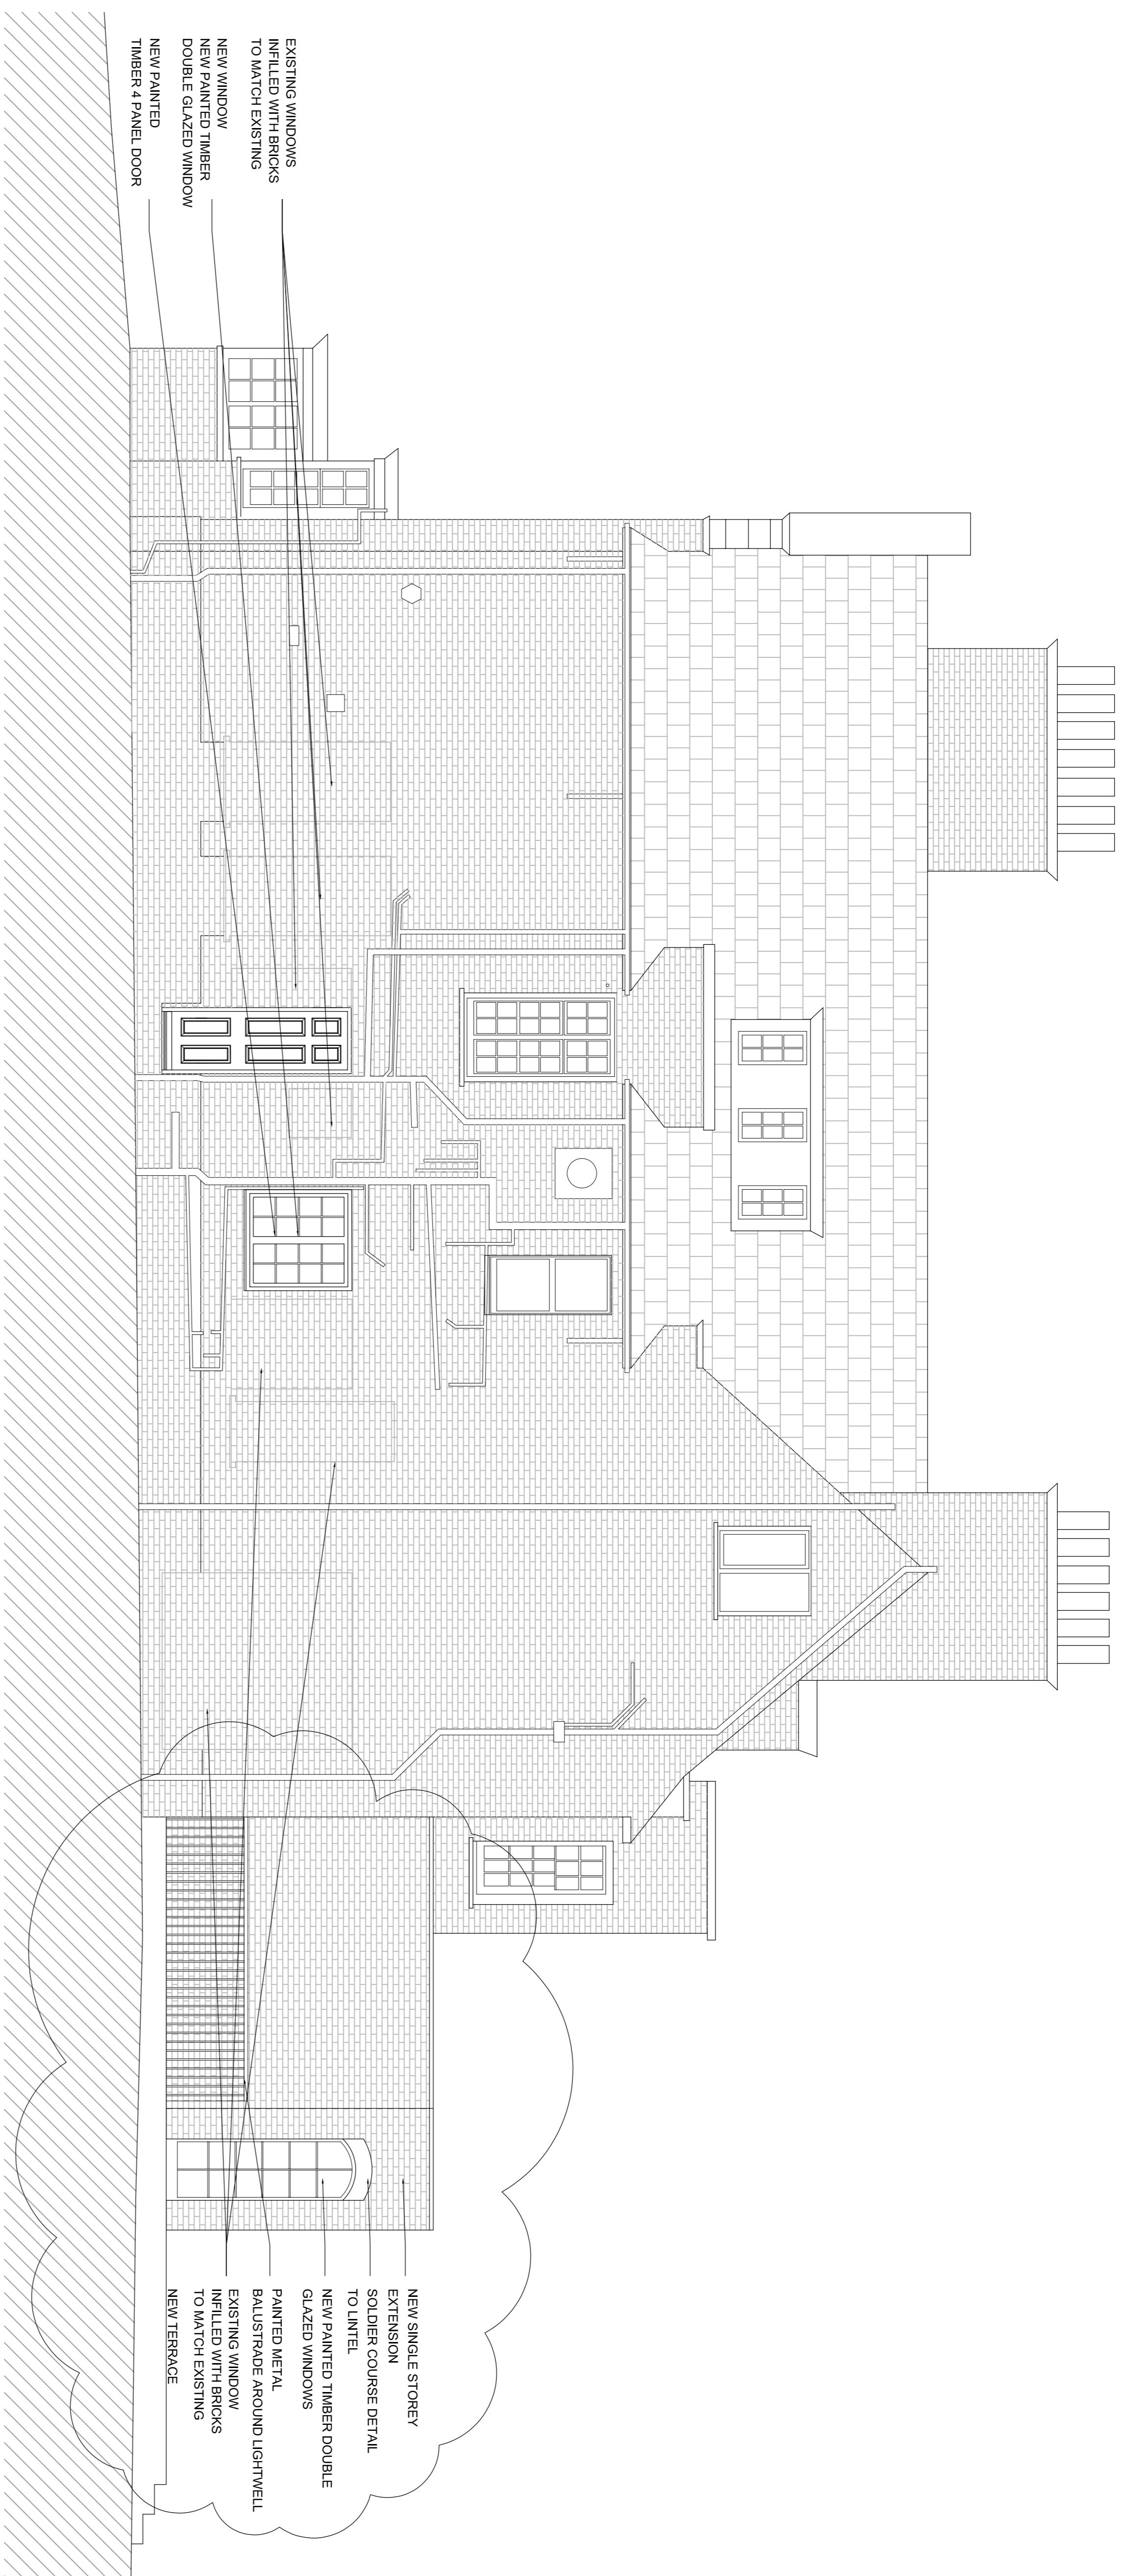 EXISTING WINDOWS
INFILLED WITH BRICKS
TO MATCH EXISTING
NEW WINDOW
NEW PAINTED TIMBER
DOUBLE GLAZED WINDOW
NEW PAINTED
TIMBER 4 PANEL DOOR
NEW SINGLE STOREY
EXTENSION
SOLDIER COURSE DETAIL
TO LINTEL
NEW PAINTED TIMBER DOUBLE
GLAZED WINDOWS
PAINTED METAL
BALUSTRADE AROUND LIGHTWELL
EXISTING WINDOW
INFILLED WITH BRICKS
TO MATCH EXISTING
NEW TERRACE